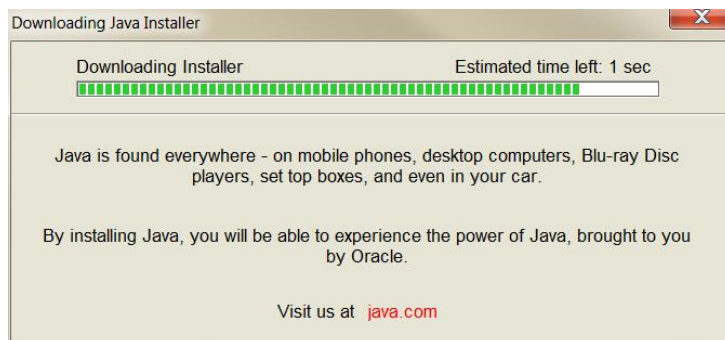 Downloading Java Installer
Downloading Installer Estimated time left: 1 sec
Java is found everywhere - on mobile phones, desktop computers, Blu-ray Disc
players, set top boxes, and even in your car.
By installing Java, you will be able to experience the power of Java, brought to you
by Oracle.
Visit us at java.com